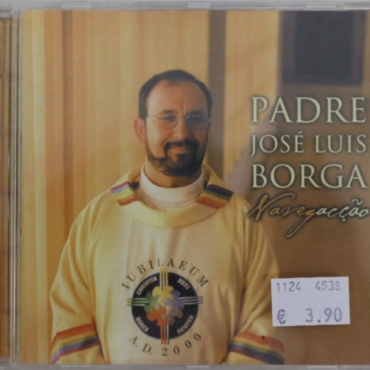 PADRE
JOSÉ LUIS
BORGA
Navegacção
IUBILAEUM
A.D. 2000
1124 4538
€ 3.90